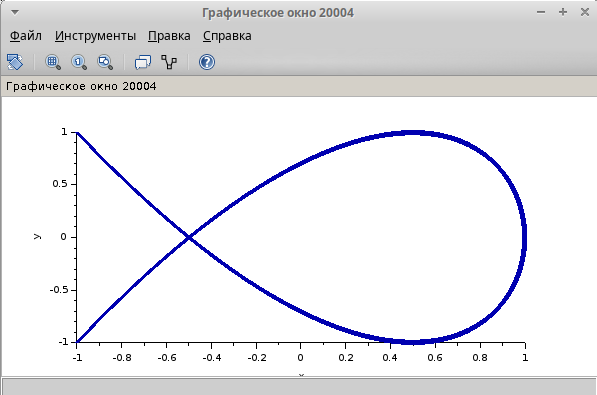 Графическое окно 20004
Файл Инструменты Правка Справка
Графическое окно 20004
1
0.5
0
-0.5
-1
y
-1 -0.8 -0.6 -0.4 -0.2 0 0.2 0.4 0.6 0.8 1